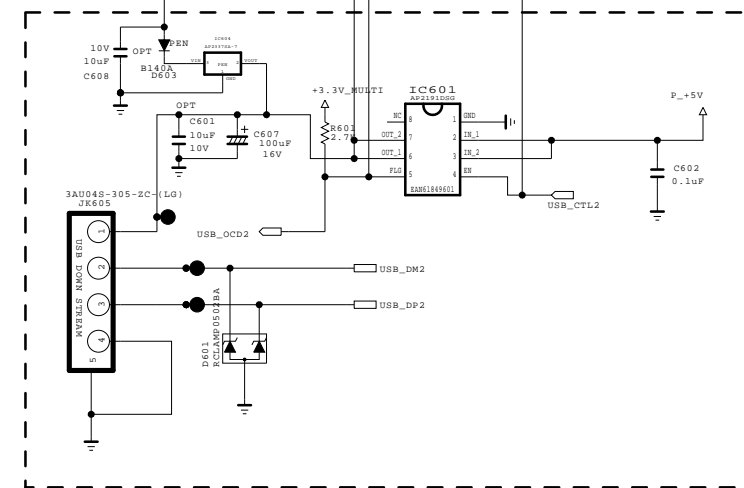 IC604
AP2337SA-7
10V
OPT
10uF
C608
PEN
B140A
D603
VIN
3
2
VOUT
PEN
1
GND
OPT
C601
10uF
10V
C607
100uF
16V
+3.3V_MULTI
R601
IC601
AP2191DSG
NC
8
1
GND
OUT_2
7
2
IN_1
OUT_1
6
3
IN_2
FLG
5
4
EN
EAN61849601
P_+5V
C602
0.1uF
USB_CTL2
USB_OCD2
3AU04S-305-ZC-(LG)
JK605
1
2
3
4
5
USB DOWN STREAM
USB_DM2
USB_DP2
D601
RCLAMP0502BA